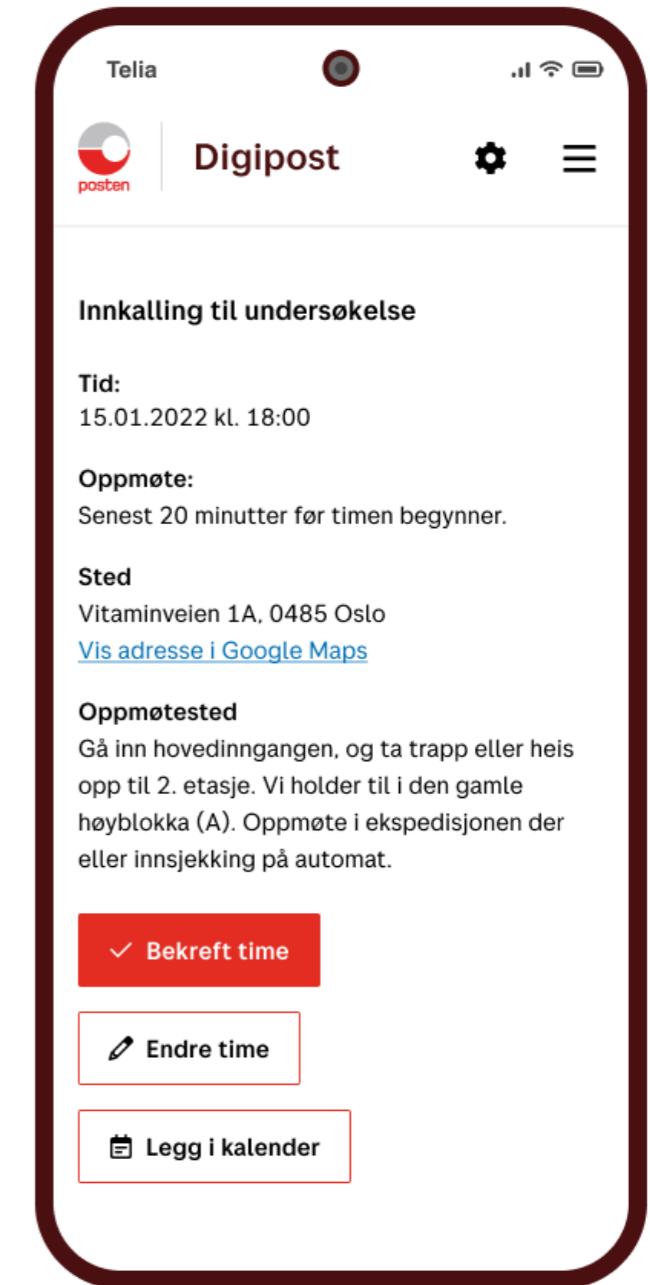 Telia
posten
Digipost
Innkalling til undersøkelse
Tid:
15.01.2022 kl. 18:00
Oppmøte:
Senest 20 minutter før timen begynner.
Sted
Vitaminveien 1A, 0485 Oslo
Vis adresse i Google Maps
Oppmøtested
Gå inn hovedinngangen, og ta trapp eller heis
opp til 2. etasje. Vi holder til i den gamle
høyblokka (A). Oppmøte i ekspedisjonen der
eller innsjekking på automat.
Bekreft time
Endre time
Legg i kalender